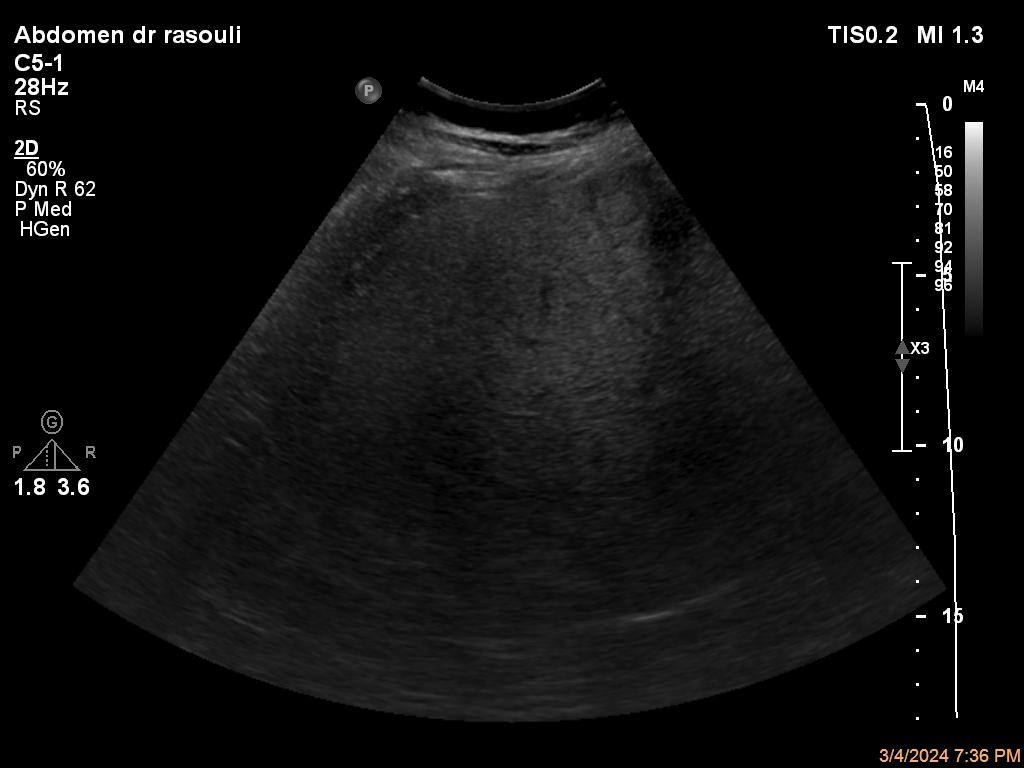 Abdomen dr rasouli
TIS0.2 MI 1.3
C5-1
28Hz
RS
P
M4
2D
60%
Dyn R 62
P Med
HGen
0
16
50
58
70
81
92
94
5
96
X3
G
P R
1.8 3.6
10
15
3/4/2024 7:36 PM